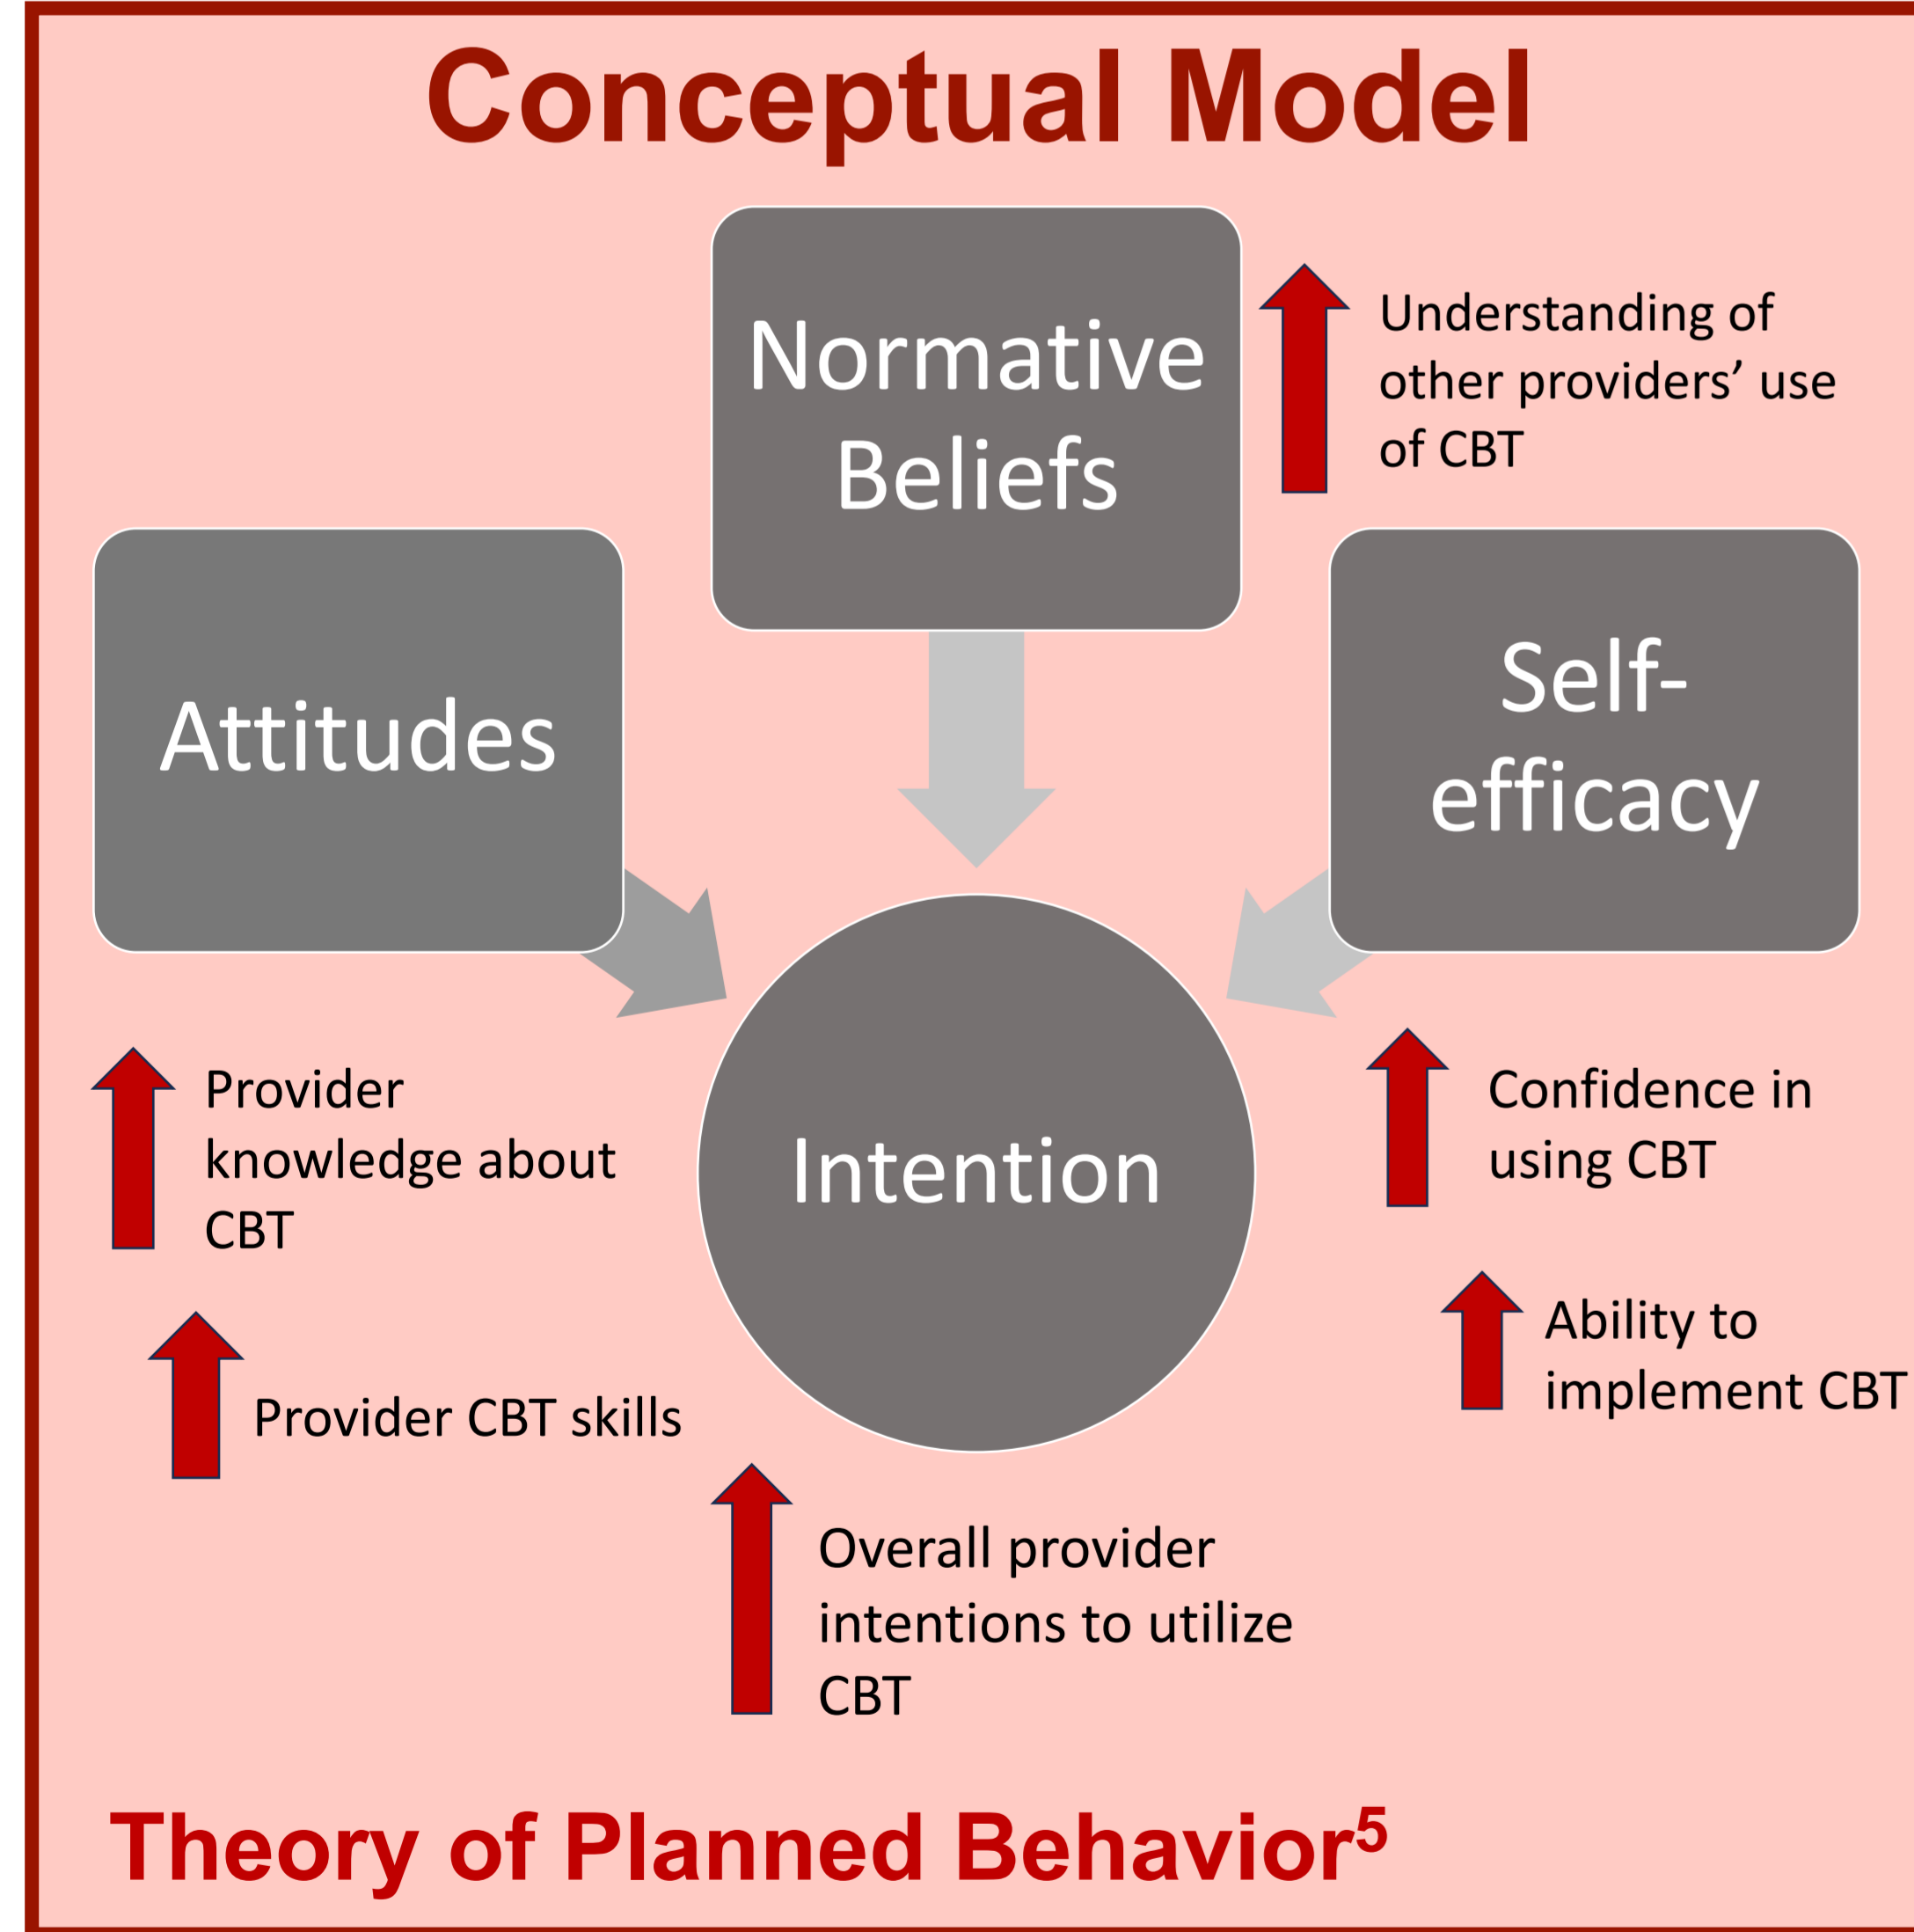 Conceptual Model
Normative
Beliefs
Understanding of
other providers’ use
of CBT
Attitudes
Self-
efficacy
Intention
Provider
knowledge about
CBT
Provider CBT skills
Confidence in
using CBT
Ability to
implement CBT
Overall provider
intentions to utilize
CBT
Theory of Planned Behavior⁵